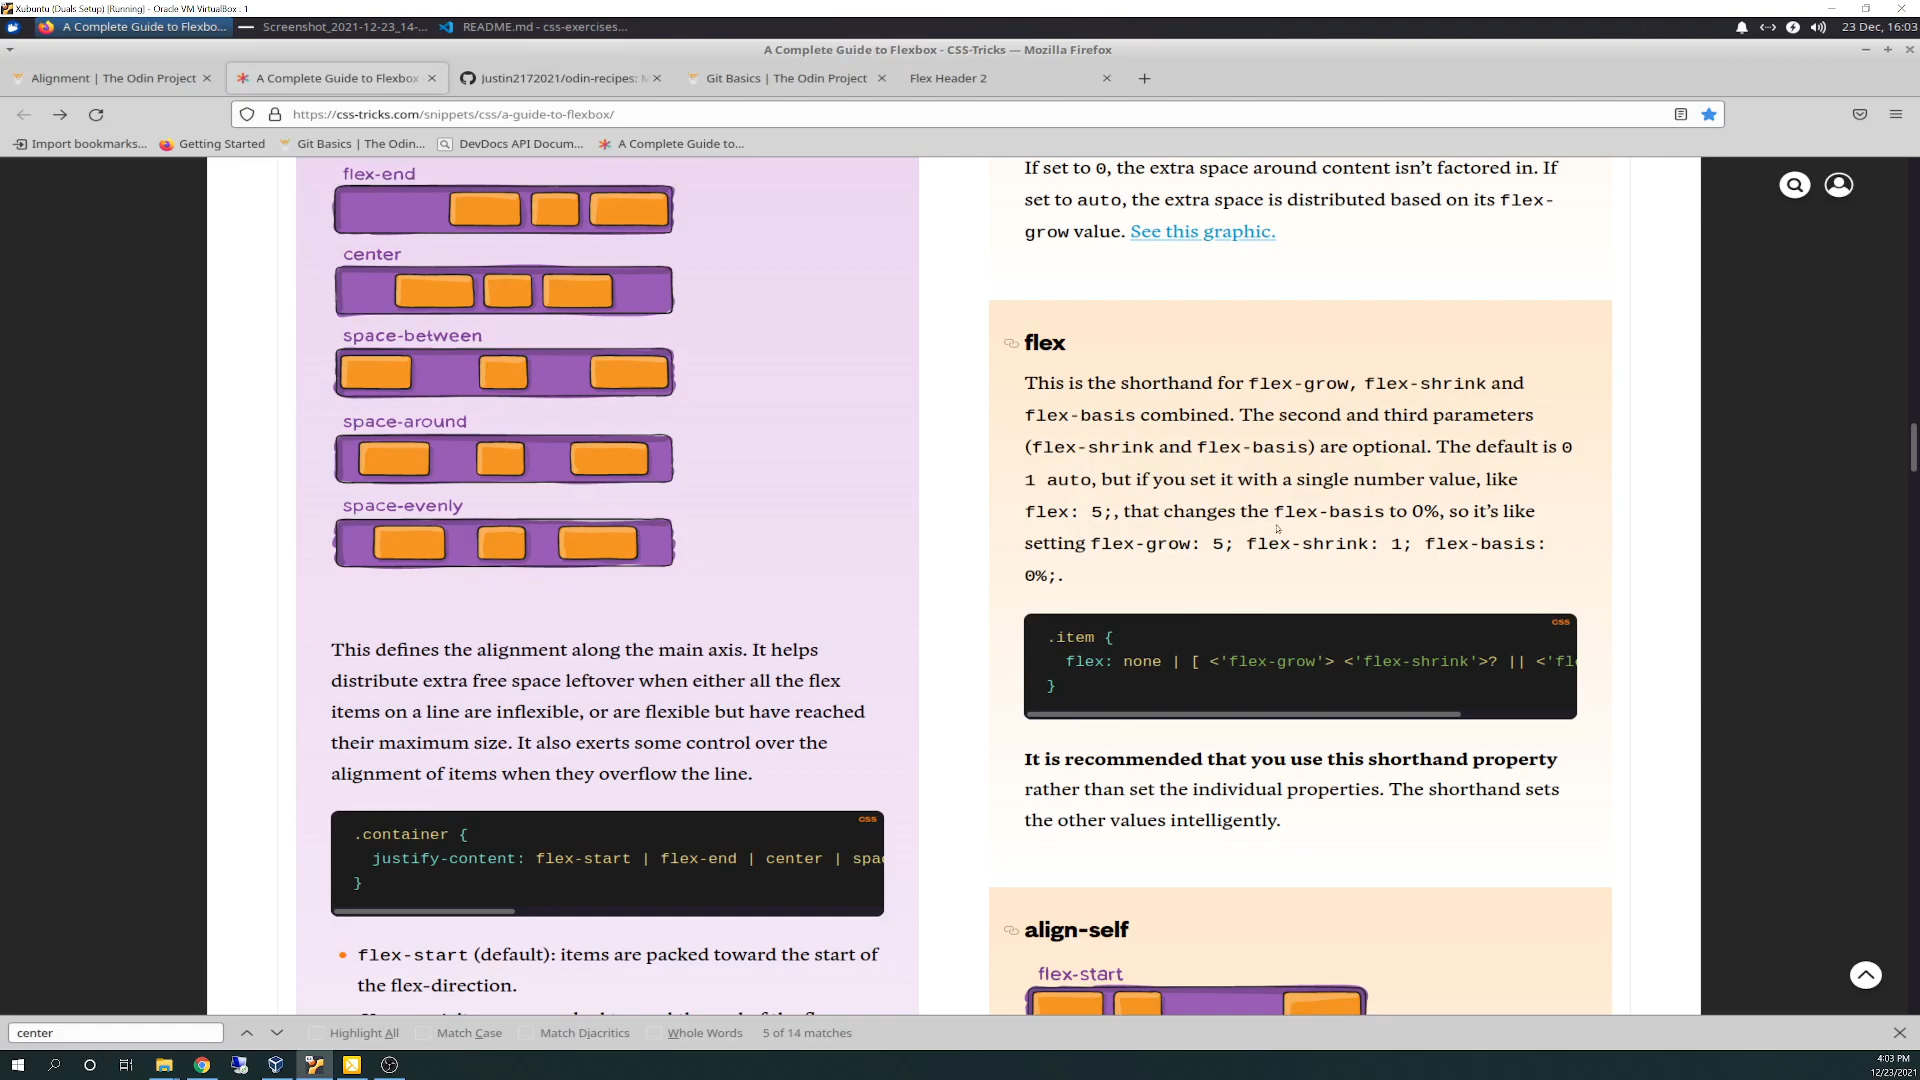 Xubuntu (Duals Setup) [Running] - Oracle VM VirtualBox : 1
A Complete Guide to Flexbo...
Screenshot_2021-12-23_14-...
README.md - css-exercises...
23 Dec, 16:03
A Complete Guide to Flexbox - CSS-Tricks — Mozilla Firefox
Alignment | The Odin Project
A Complete Guide to Flexbox
Justin2172021/odin-recipes: M
Git Basics | The Odin Project
Flex Header 2
https://css-tricks.com/snippets/css/a-guide-to-flexbox/
Import bookmarks...
Getting Started
Git Basics | The Odin...
DevDocs API Docum...
A Complete Guide to...
flex-end
center
space-between
space-around
space-evenly
This defines the alignment along the main axis. It helps
distribute extra free space leftover when either all the flex
items on a line are inflexible, or are flexible but have reached
their maximum size. It also exerts some control over the
alignment of items when they overflow the line.
css
.container {
justify-content: flex-start | flex-end | center | spac
}
• flex-start (default): items are packed toward the start of
the flex-direction.
If set to 0, the extra space around content isn’t factored in. If
set to auto, the extra space is distributed based on its flex-
grow value. See this graphic.
flex
This is the shorthand for flex-grow, flex-shrink and
flex-basis combined. The second and third parameters
(flex-shrink and flex-basis) are optional. The default is 0
1 auto, but if you set it with a single number value, like
flex: 5;, that changes the flex-basis to 0%, so it’s like
setting flex-grow: 5; flex-shrink: 1; flex-basis:
0%;.
css
.item {
flex: none | [ <'flex-grow'> <'flex-shrink'>? || <'fle
}
It is recommended that you use this shorthand property
rather than set the individual properties. The shorthand sets
the other values intelligently.
align-self
flex-start
center
Highlight All
Match Case
Match Diacritics
Whole Words
5 of 14 matches
4:03 PM
12/23/2021